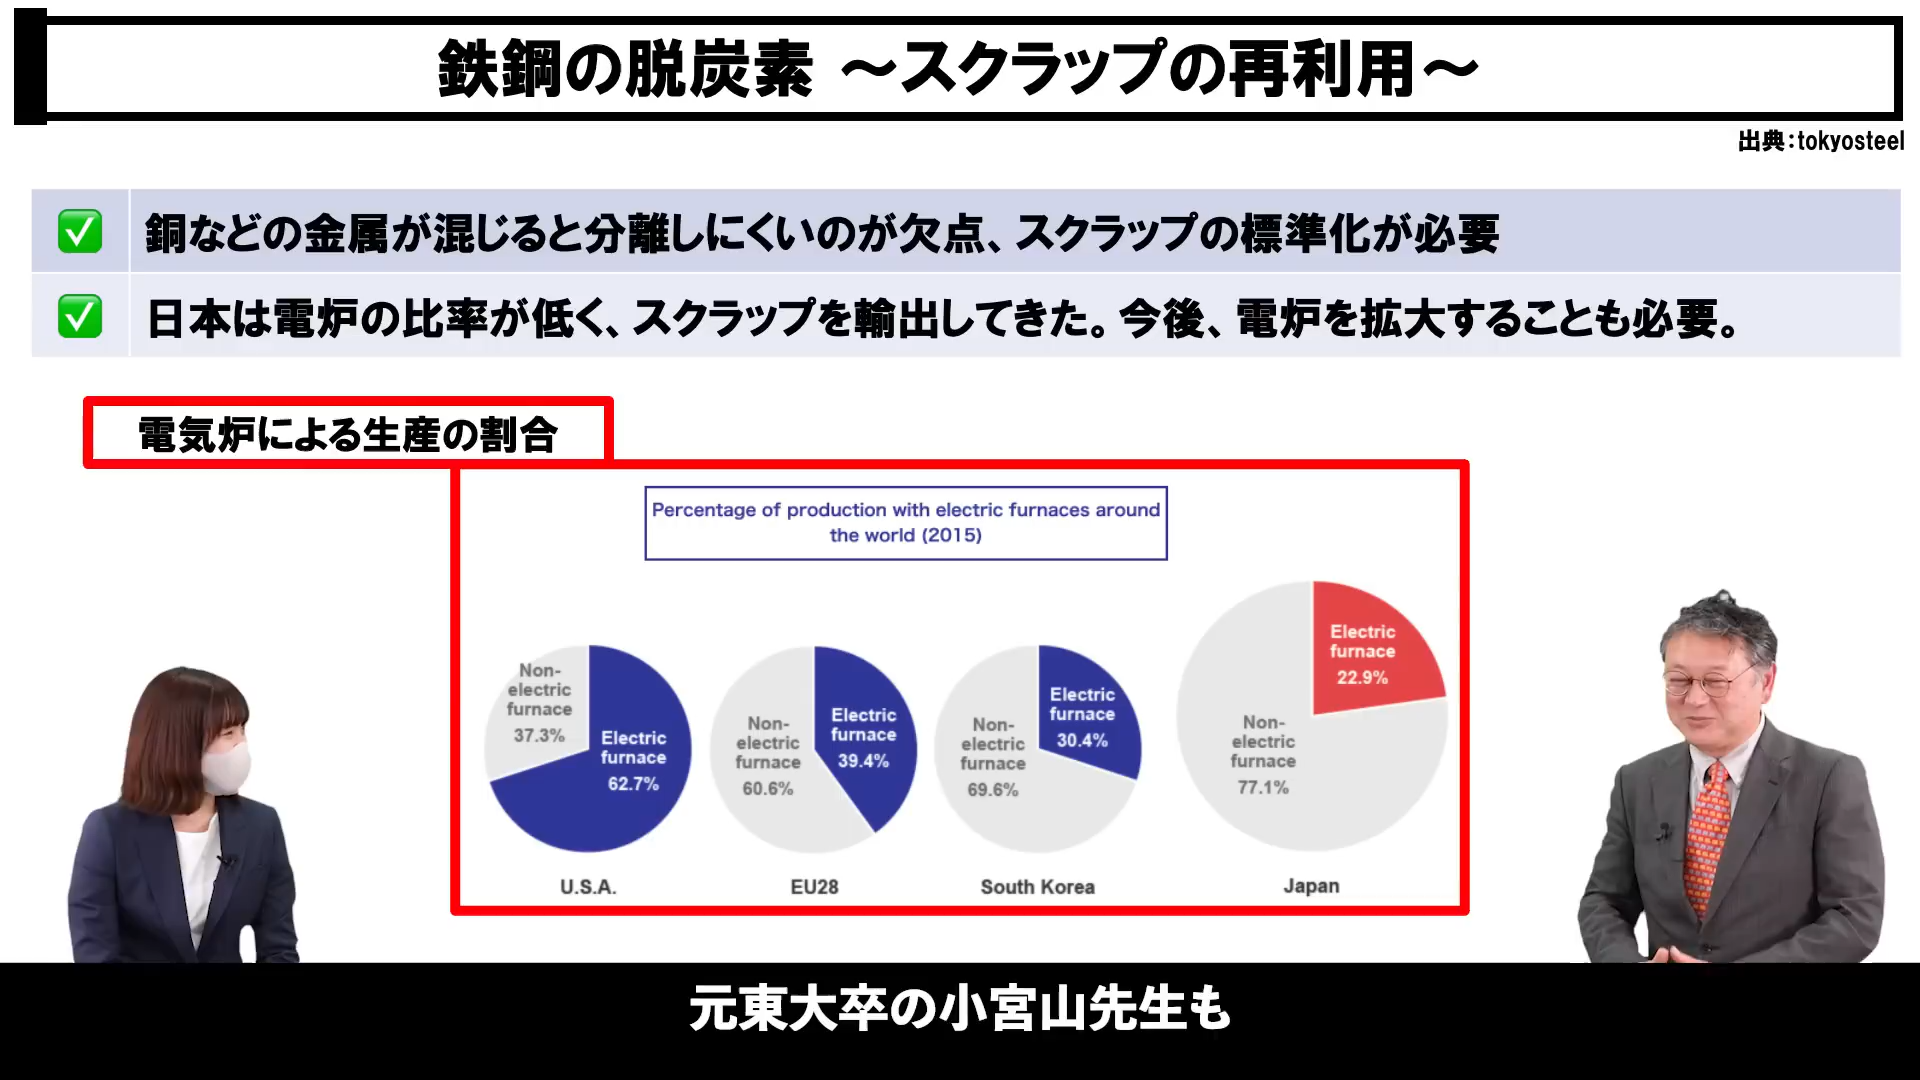 鉄鋼の脱炭素 ～スクラップの再利用～
出典：tokyosteel
銅などの金属が混じると分離しにくいのが欠点、スクラップの標準化が必要
日本は電炉の比率が低く、スクラップを輸出してきた。今後、電炉を拡大することも必要。
電気炉による生産の割合
Percentage of production with electric furnaces around
the world (2015)
Non-
electric
furnace
37.3%
Electric
furnace
62.7%
U.S.A.
Non-
electric
furnace
60.6%
Electric
furnace
39.4%
EU28
Non-
electric
furnace
69.6%
Electric
furnace
30.4%
South Korea
Non-
electric
furnace
77.1%
Electric
furnace
22.9%
Japan
元東大卒の小宮山先生も